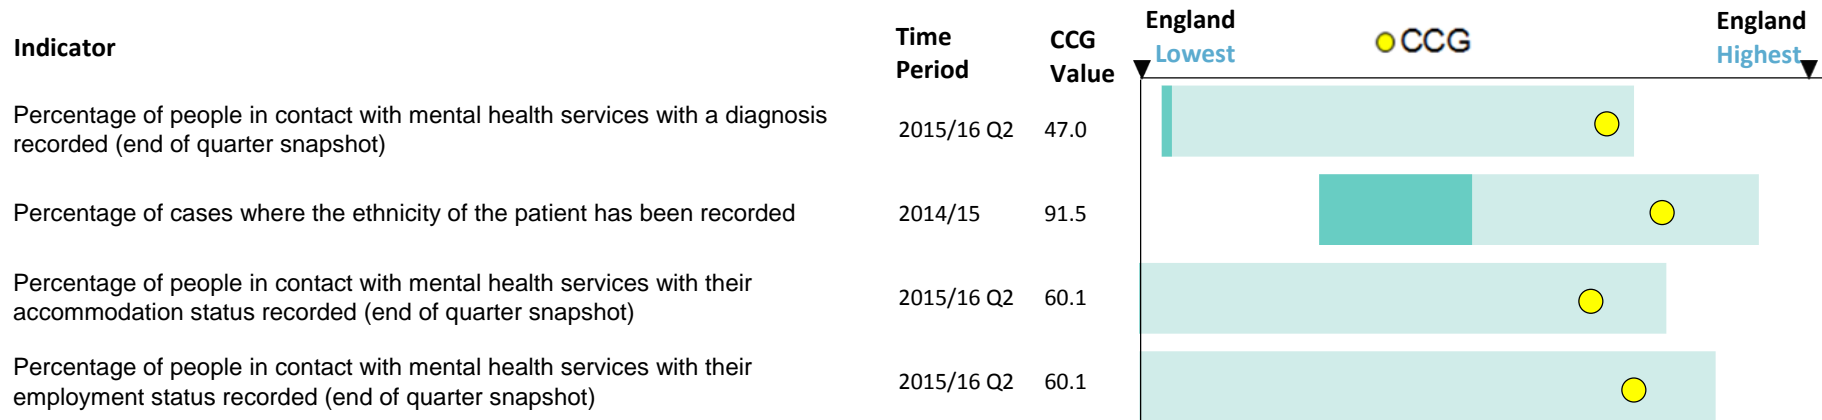 Indicator
Time Period
CCG Value
England Lowest
CCG
England Highest
Percentage of people in contact with mental health services with a diagnosis
recorded (end of quarter snapshot)
2015/16 Q2
47.0
Percentage of cases where the ethnicity of the patient has been recorded
2014/15
91.5
Percentage of people in contact with mental health services with their
accommodation status recorded (end of quarter snapshot)
2015/16 Q2
60.1
Percentage of people in contact with mental health services with their
employment status recorded (end of quarter snapshot)
2015/16 Q2
60.1